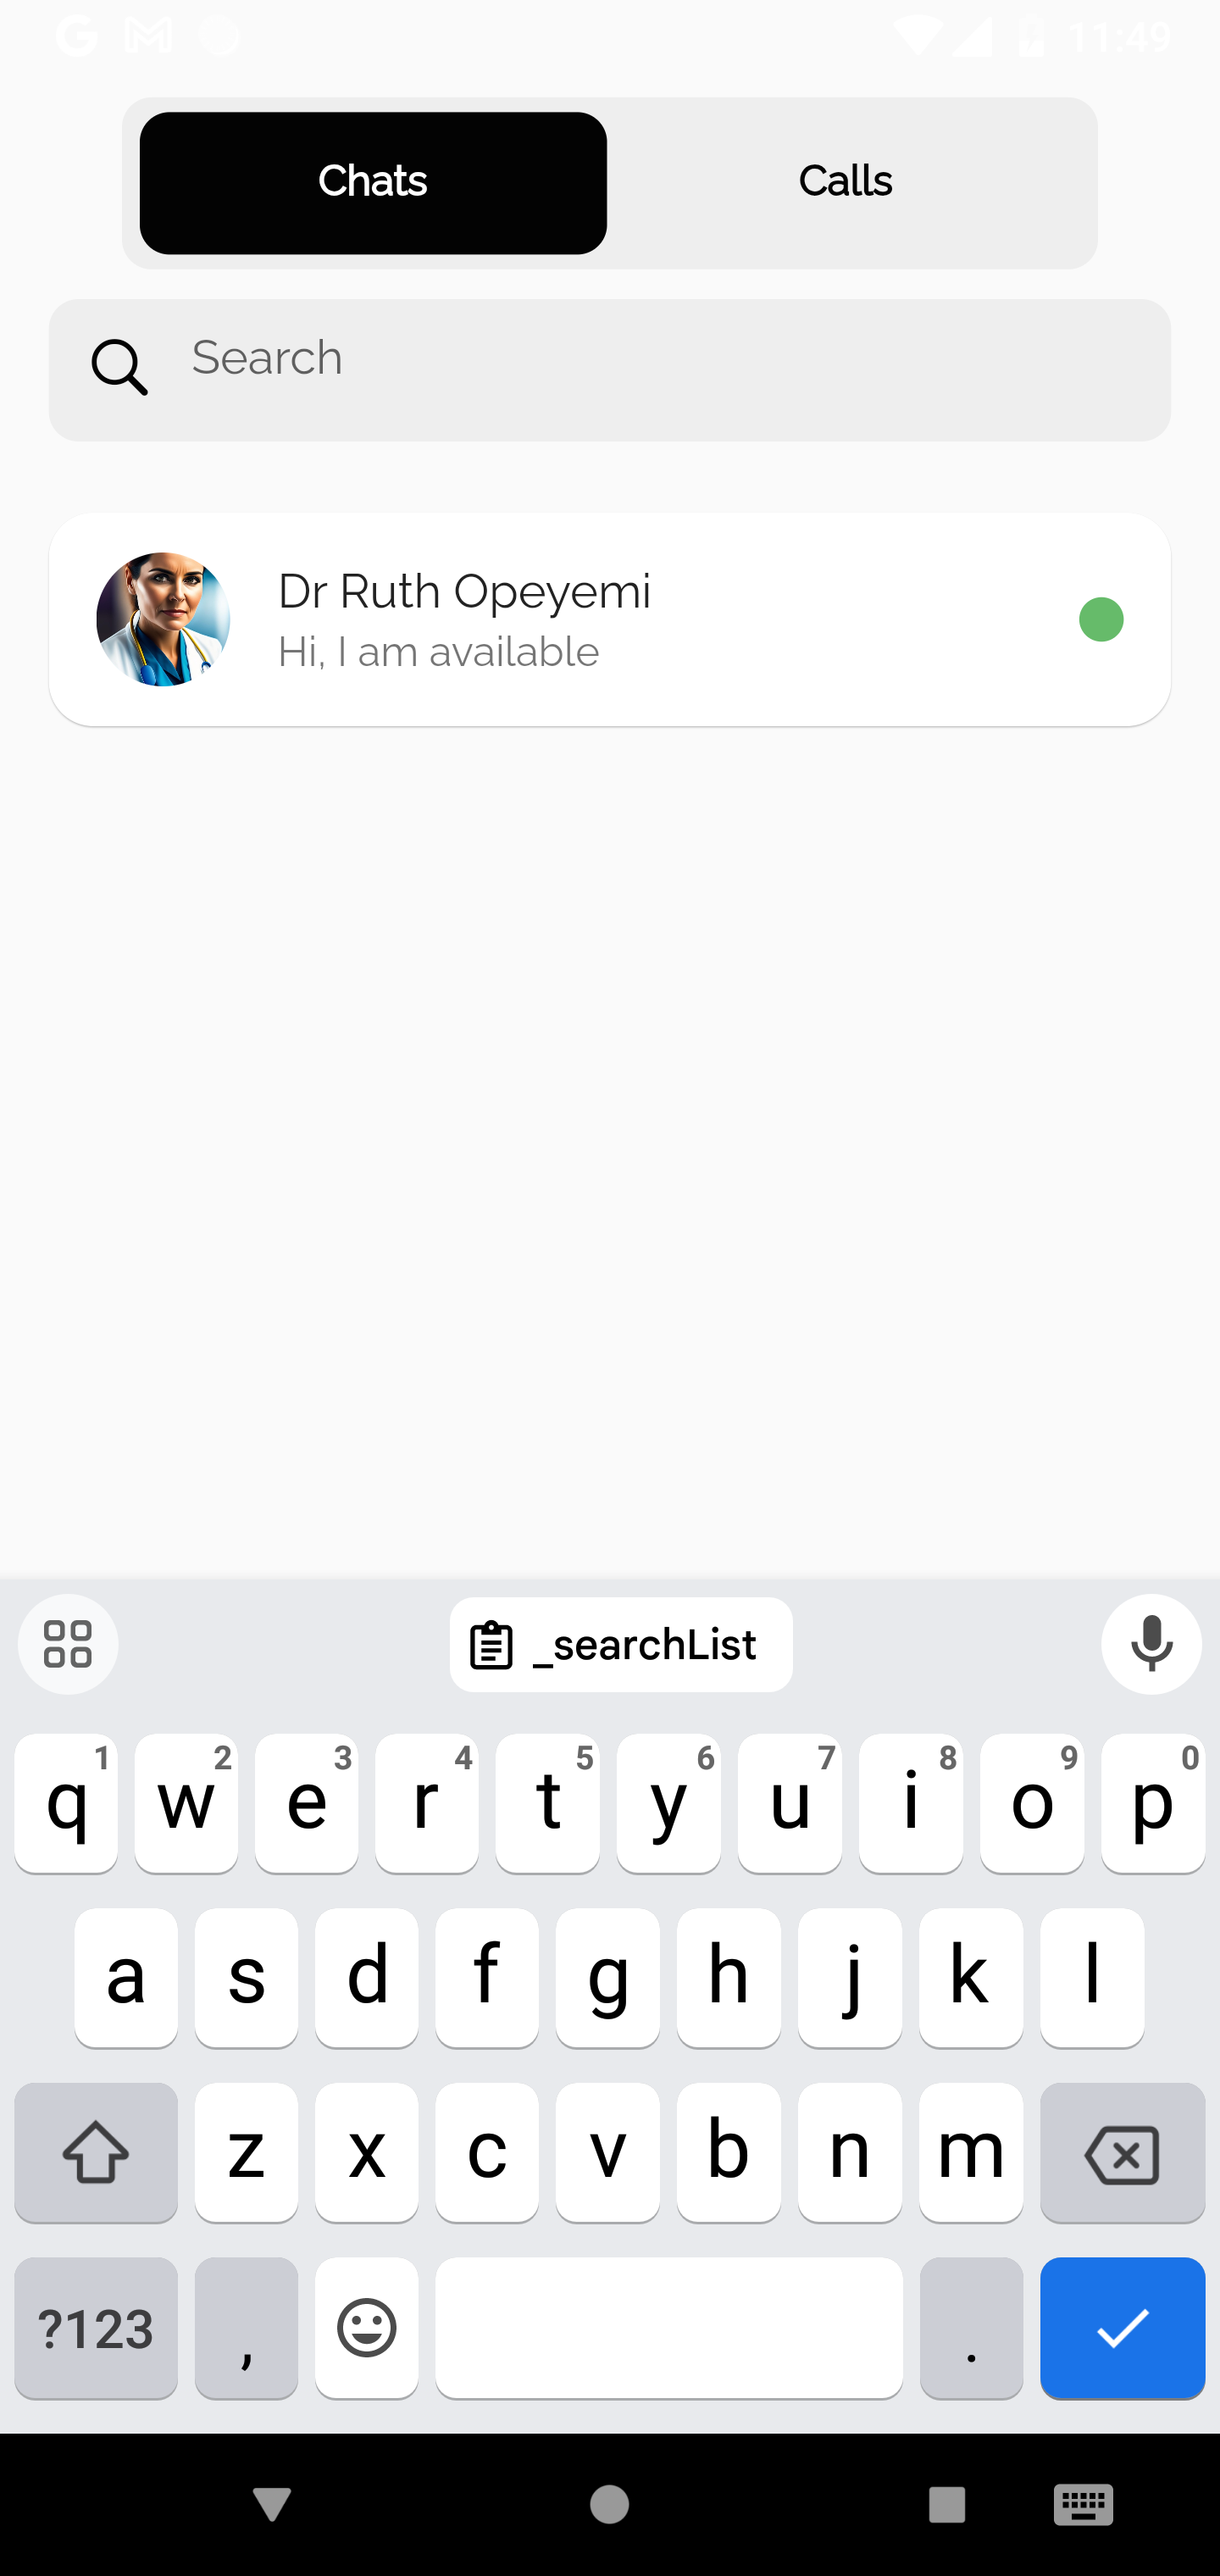 11:49
Chats Calls
Search
Dr Ruth Opeyemi
Hi, I am available
_searchList
1 2 3 4 5 6 7 8 9 0
q w e r t y u i o p
a s d f g h j k l
z x c v b n m
?123 , .